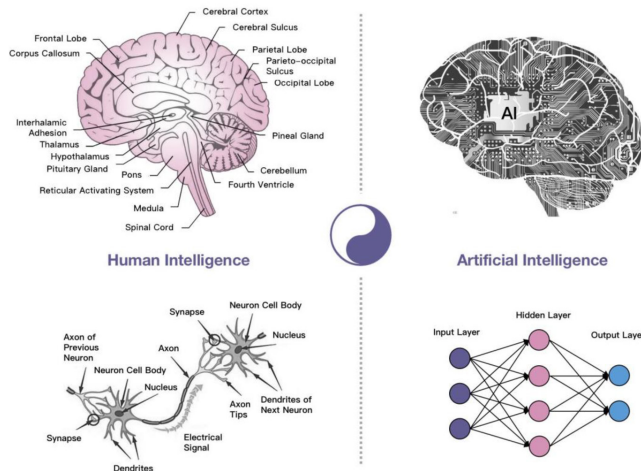 Cerebral Cortex
Cerebral Sulcus
Frontal Lobe
Corpus Callosum
Parietal Lobe
Parieto-occipital
Sulcus
Occipital Lobe
Interhalamic
Adhesion
Thalamus
Hypothalamus
Pituitary Gland
Pons
Reticular Activating System
Medula
Spinal Cord
Pineal Gland
Cerebellum
Fourth Ventricle
Human Intelligence
AI
Artificial Intelligence
Synapse
Neuron Cell Body
Nucleus
Axon
Axon of
Previous
Neuron
Neuron Cell Body
Nucleus
Synapse
Dendrites
Electrical
Signal
Axon
Tips
Dendrites of
Next Neuron
Input Layer
Hidden Layer
Output Laye